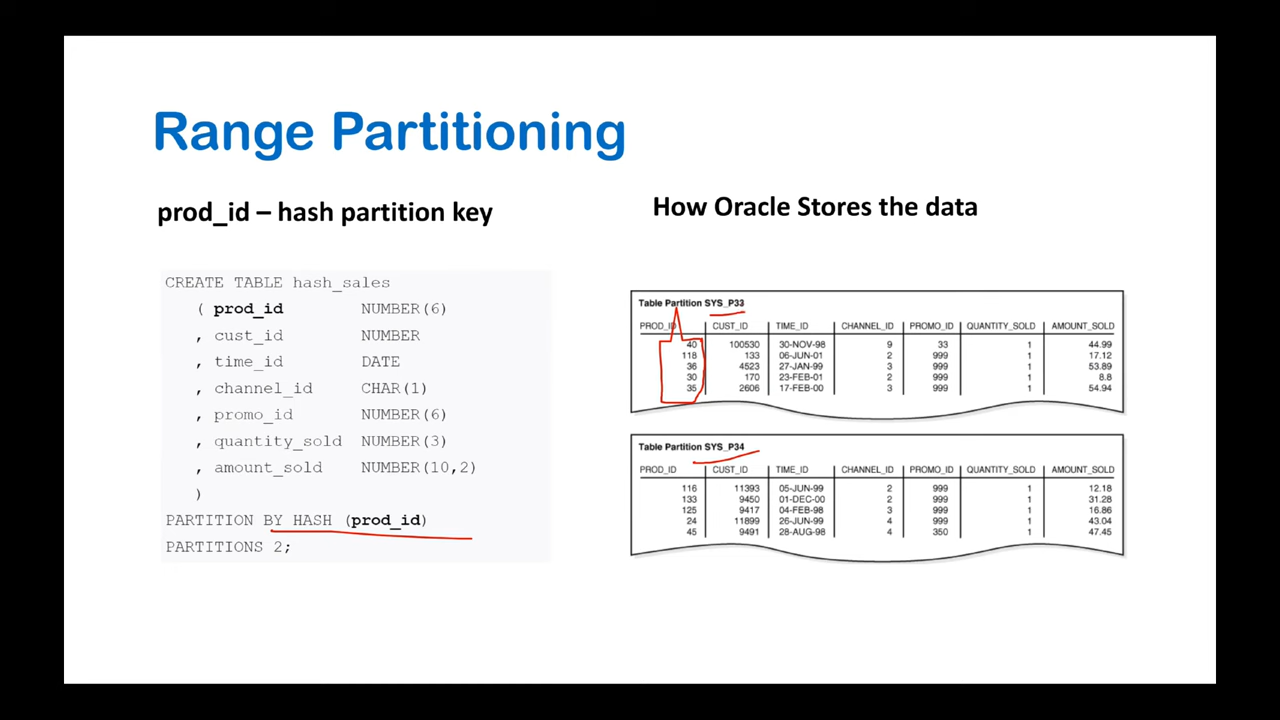 Range Partitioning
prod_id – hash partition key
How Oracle Stores the data
CREATE TABLE hash_sales
( prod_id NUMBER(6)
, cust_id NUMBER
, time_id DATE
, channel_id CHAR(1)
, promo_id NUMBER(6)
, quantity_sold NUMBER(3)
, amount_sold NUMBER(10,2)
)
PARTITION BY HASH (prod_id)
PARTITIONS 2;
Table Partition SYS_P33
PROD_ID CUST_ID TIME_ID CHANNEL_ID PROMO_ID QUANTITY_SOLD AMOUNT_SOLD
40 100530 30-NOV-98 9 33 1 44.99
118 133 06-JUN-01 2 999 1 17.12
36 4523 27-JAN-99 3 999 1 53.89
30 170 23-FEB-01 2 999 1 8.8
35 2606 17-FEB-00 3 999 1 54.94
Table Partition SYS_P34
PROD_ID CUST_ID TIME_ID CHANNEL_ID PROMO_ID QUANTITY_SOLD AMOUNT_SOLD
116 11393 05-JUN-99 2 999 1 12.18
133 9450 01-DEC-00 2 999 1 31.28
125 9417 04-FEB-98 3 999 1 16.86
24 11899 26-JUN-99 4 999 1 43.04
45 9491 28-AUG-98 4 350 1 47.45